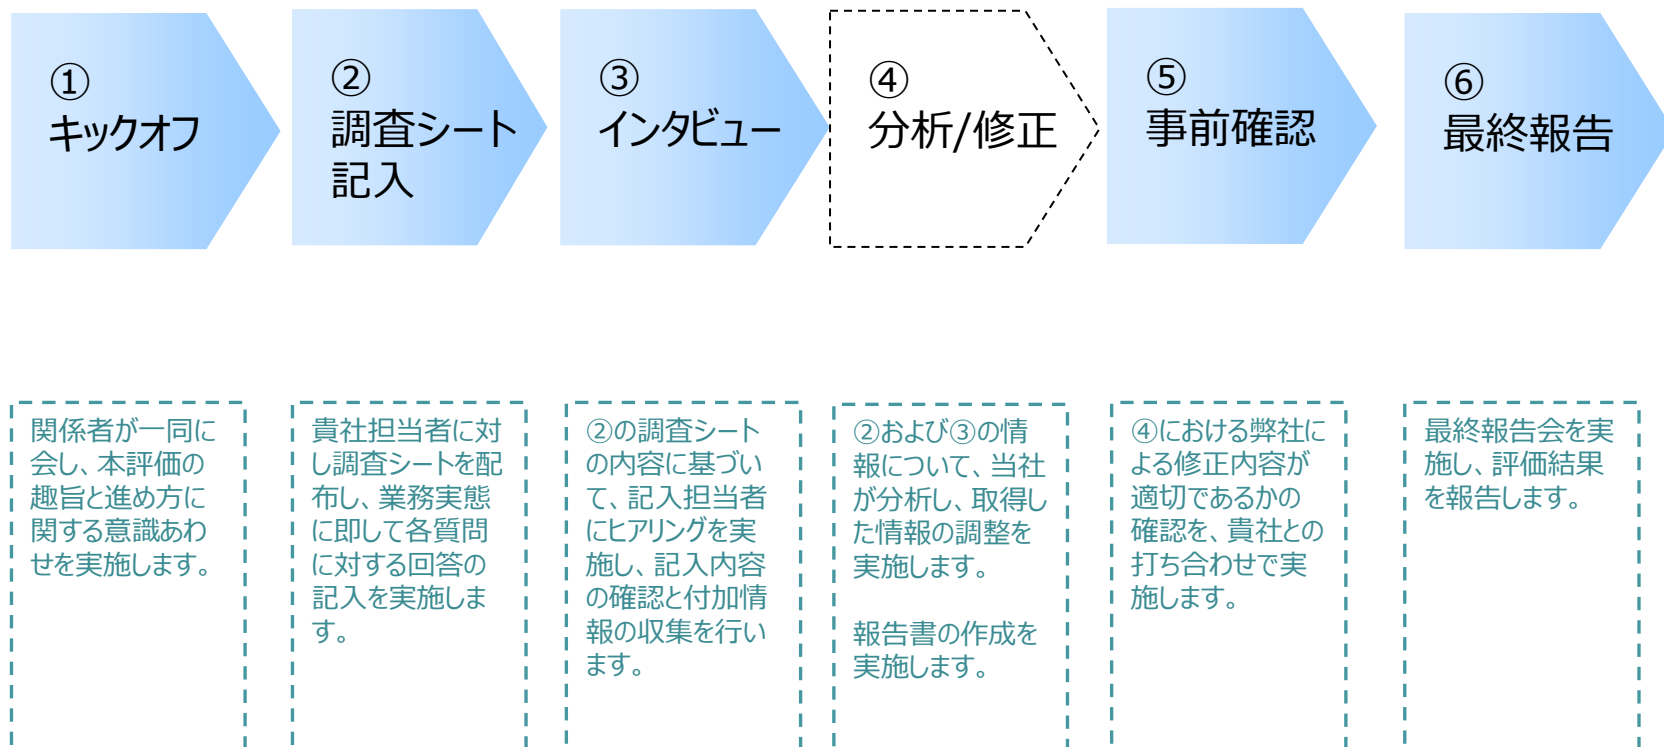 ①
キックオフ
②
調査シート
記入
③
インタビュー
④
分析/修正
⑤
事前確認
⑥
最終報告
関係者が一同に
会し、本評価の
趣旨と進め方に
関する意識あわ
せを実施します。
貴社担当者に対
し調査シートを配
布し、業務実態
に即して各質問
に対する回答の
記入を実施しま
す。
②の調査シート
の内容に基づい
て、記入担当者
にヒアリングを実
施し、記入内容
の確認と付加情
報の収集を行い
ます。
②および③の情
報について、当社
が分析し、取得し
た情報の調整を
実施します。
報告書の作成を
実施します。
④における弊社に
よる修正内容が
適切であるかの
確認を、貴社との
打ち合わせで実
施します。
最終報告会を実
施し、評価結果
を報告します。